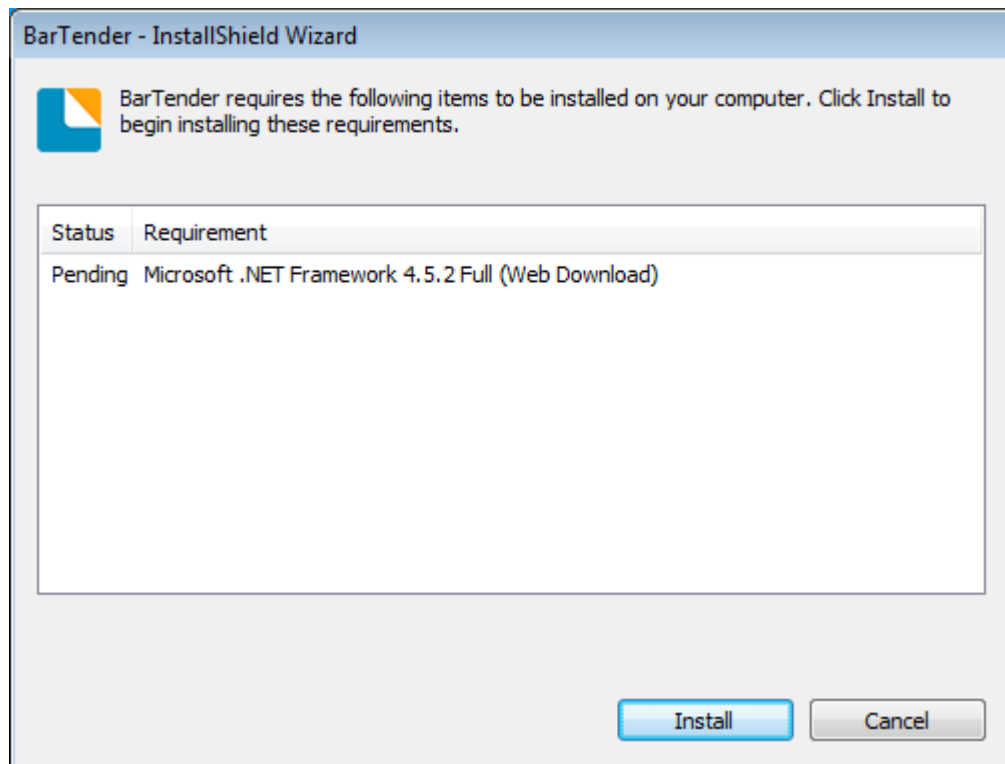 BarTender - InstallShield Wizard
BarTender requires the following items to be installed on your computer. Click Install to
begin installing these requirements.
Status Requirement
Pending Microsoft .NET Framework 4.5.2 Full (Web Download)
Install Cancel